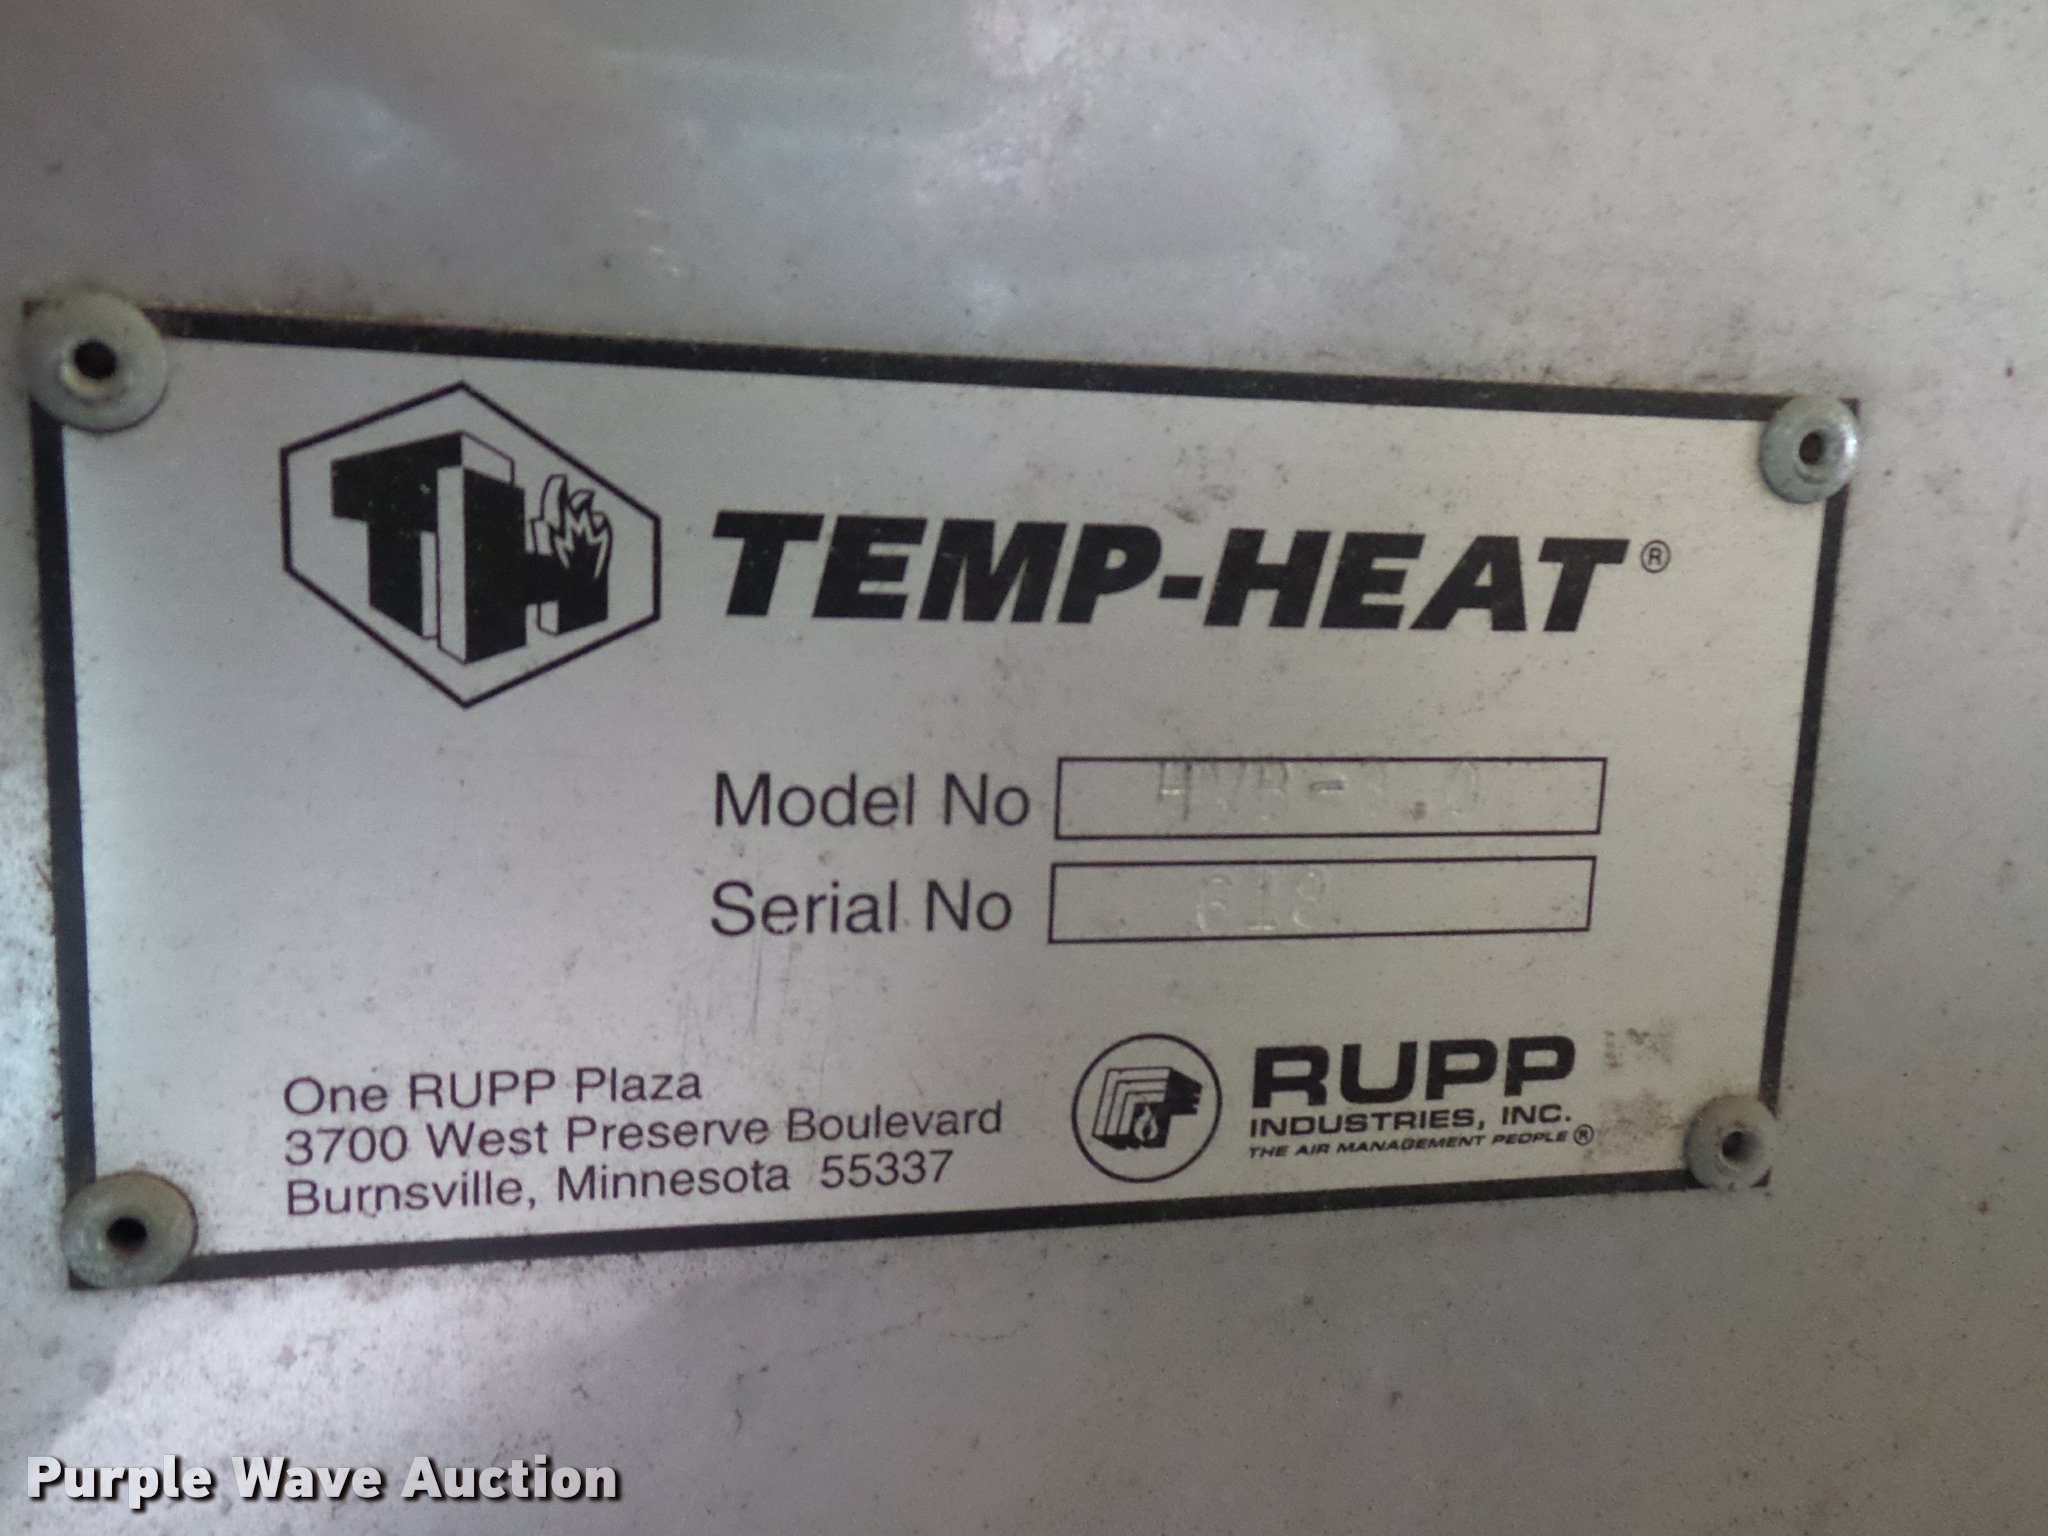 TH TEMP-HEAT®
Model No
Serial No
One RUPP Plaza
3700 West Preserve Boulevard
Burnsville, Minnesota 55337
RUPP
INDUSTRIES, INC.
THE AIR MANAGEMENT PEOPLE®
Purple Wave Auction